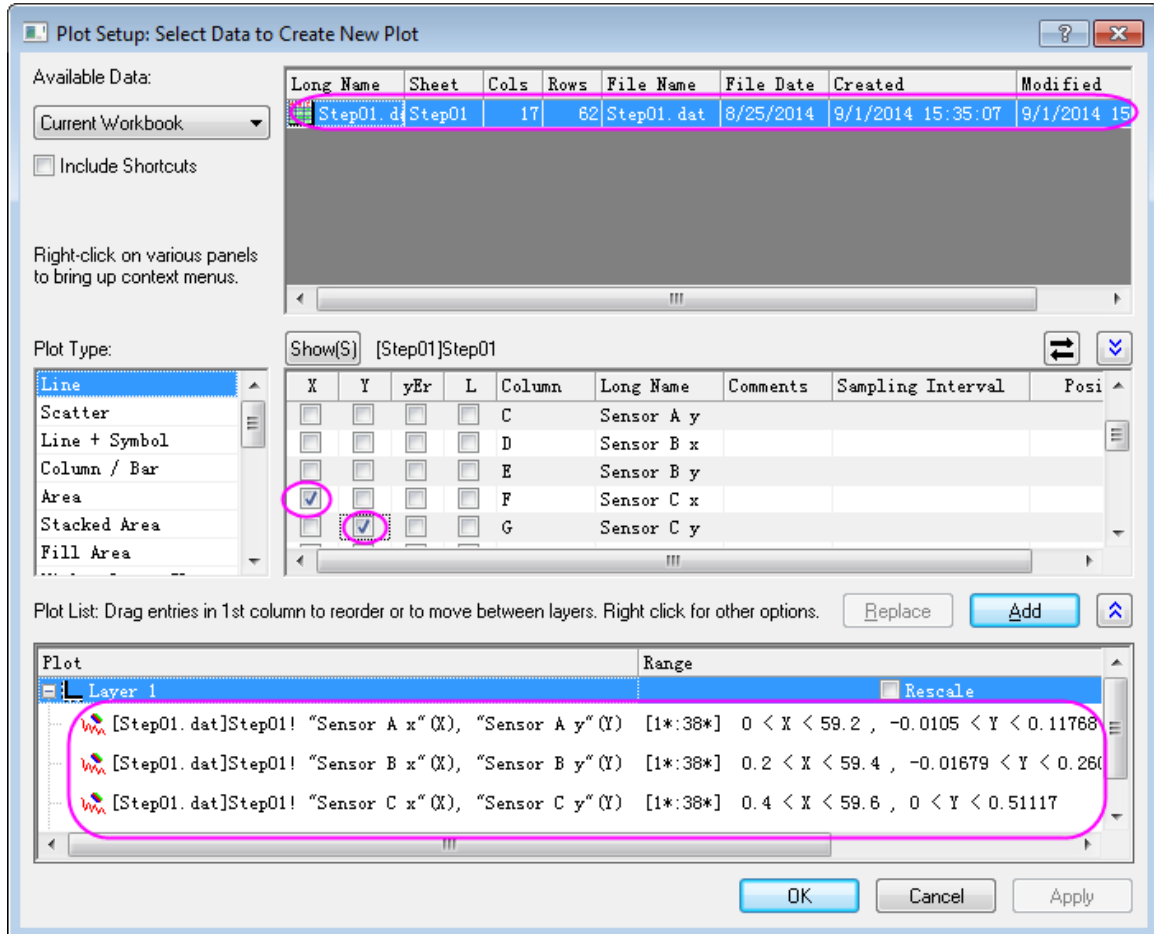 Plot Setup: Select Data to Create New Plot
Available Data:
Current Workbook
Include Shortcuts
Right-click on various panels
to bring up context menus.
Long Name Sheet Cols Rows File Name File Date Created Modified
Step01.da Step01 17 62 Step01.dat 8/25/2014 9/1/2014 15:35:07 9/1/2014 15
Plot Type:
Show(S) [Step01]Step01
Line
Scatter
Line + Symbol
Column / Bar
Area
Stacked Area
Fill Area
X Y yEr L Column Long Name Comments Sampling Interval Posi
C Sensor A y
D Sensor B x
E Sensor B y
F Sensor C x
G Sensor C y
Plot List: Drag entries in 1st column to reorder or to move between layers. Right click for other options.
Replace
Add
Plot Range
Layer 1 Rescale
[Step01.dat]Step01! "Sensor A x"(X), "Sensor A y"(Y) [1*:38*] 0 < X < 59.2 , -0.0105 < Y < 0.11768
[Step01.dat]Step01! "Sensor B x"(X), "Sensor B y"(Y) [1*:38*] 0.2 < X < 59.4 , -0.01679 < Y < 0.260
[Step01.dat]Step01! "Sensor C x"(X), "Sensor C y"(Y) [1*:38*] 0.4 < X < 59.6 , 0 < Y < 0.51117
OK
Cancel
Apply